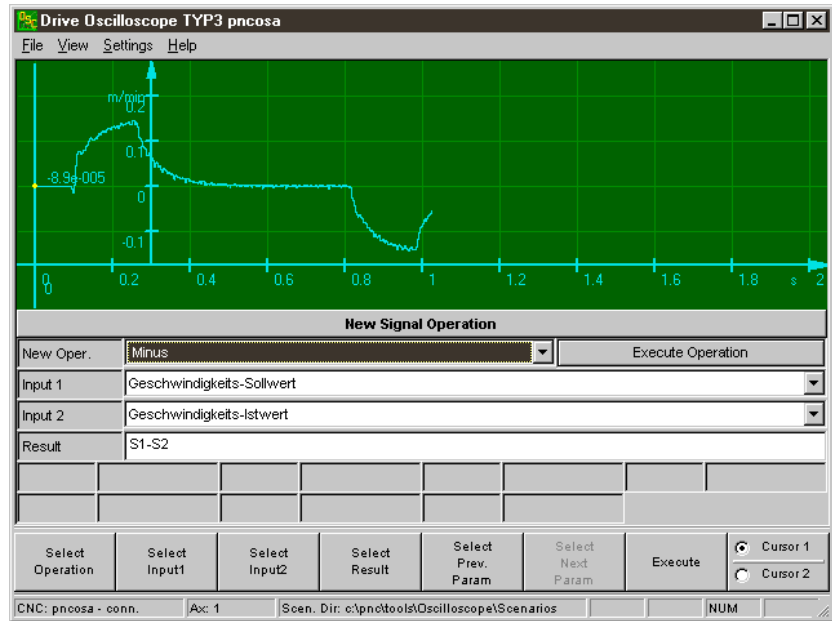 Drive Oscilloscope TYP3 pncosa
File View Settings Help
m/min
0.2
0.1
-8.9e-005
0
-0.1
0 0.2 0.4 0.6 0.8 1 1.2 1.4 1.6 1.8 s 2
0
New Signal Operation
New Oper. Minus Execute Operation
Input 1 Geschwindigkeits-Sollwert
Input 2 Geschwindigkeits-Istwert
Result S1-S2
Select Operation Select Input1 Select Input2 Select Result Select Prev. Param Select Next Param Execute Cursor 1
Cursor 2
CNC: pncosa - conn. Ax: 1 Scen. Dir: c:\pnc\tools\Oscilloscope\Scenarios NUM